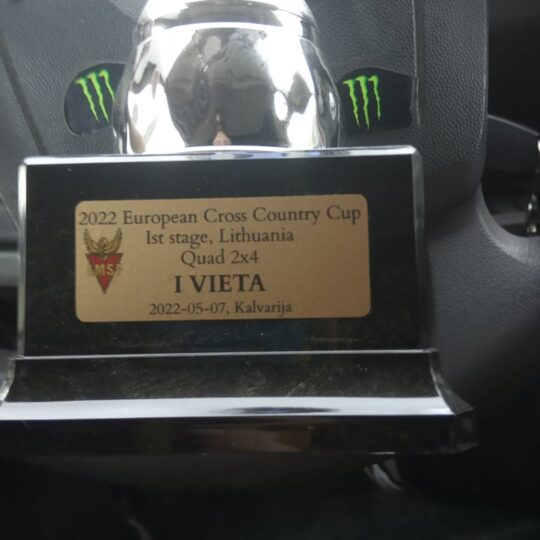 2022 European Cross Country Cup
1st stage, Lithuania
Quad 2x4
I VIETA
2022-05-07, Kalvarija